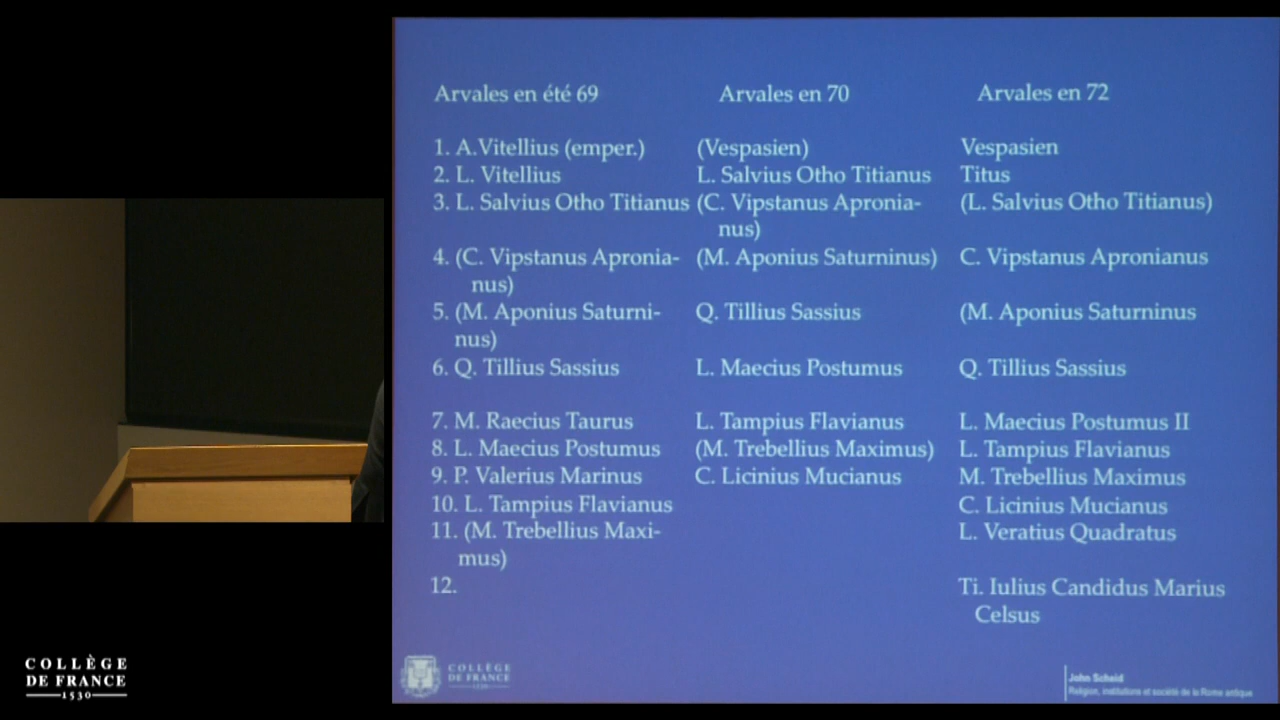 Arvales en été 69
1. A.Vitellius (emper.)
2. L. Vitellius
3. L. Salvius Otho Titianus
4. (C. Vipstanus Apronia-
nus)
5. (M. Aponius Saturni-
nus)
6. Q. Tillius Sassius
7. M. Raecius Taurus
8. L. Maecius Postumus
9. P. Valerius Marinus
10. L. Tampius Flavianus
11. (M. Trebellius Maxi-
mus)
12.
Arvales en 70
(Vespasien)
L. Salvius Otho Titianus
(C. Vipstanus Apronia-
nus)
(M. Aponius Saturninus)
Q. Tillius Sassius
L. Maecius Postumus
L. Tampius Flavianus
(M. Trebellius Maximus)
C. Licinius Mucianus
Arvales en 72
Vespasien
Titus
(L. Salvius Otho Titianus)
C. Vipstanus Apronianus
(M. Aponius Saturninus
Q. Tillius Sassius
L. Maecius Postumus II
L. Tampius Flavianus
M. Trebellius Maximus
C. Licinius Mucianus
L. Veratius Quadratus
Ti. Iulius Candidus Marius
Celsus
COLLÈGE
DE FRANCE
1530
COLLÈGE
DE FRANCE
1530
John Scheid
Religion, institutions et société de la Rome antique